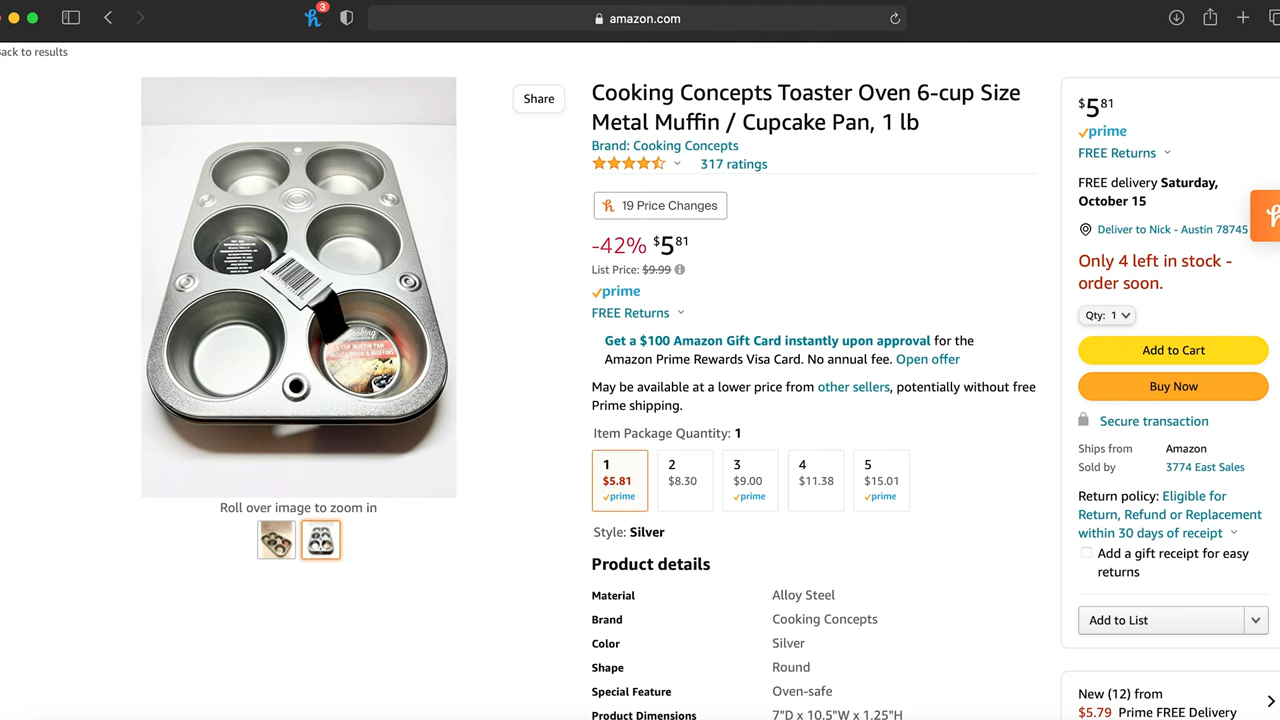 3
amazon.com
ack to results
Share
Cooking Concepts Toaster Oven 6-cup Size
Metal Muffin / Cupcake Pan, 1 lb
Brand: Cooking Concepts
317 ratings
19 Price Changes
-42% $5 81
List Price: $9.99
prime
FREE Returns
Get a $100 Amazon Gift Card instantly upon approval for the
Amazon Prime Rewards Visa Card. No annual fee. Open offer
May be available at a lower price from other sellers, potentially without free
Prime shipping.
Item Package Quantity: 1
1
$5.81
prime
2
$8.30
3
$9.00
prime
4
$11.38
5
$15.01
prime
Style: Silver
Product details
Material Alloy Steel
Brand Cooking Concepts
Color Silver
Shape Round
Special Feature Oven-safe
Product Dimensions 7"D x 10.5"W x 1.25"H
Roll over image to zoom in
$5 81
prime
FREE Returns
FREE delivery Saturday,
October 15
Deliver to Nick - Austin 78745
Only 4 left in stock -
order soon.
Qty: 1
Add to Cart
Buy Now
Secure transaction
Ships from Amazon
Sold by 3774 East Sales
Return policy: Eligible for
Return, Refund or Replacement
within 30 days of receipt
Add a gift receipt for easy
returns
Add to List
New (12) from
$5.79 Prime FREE Delivery